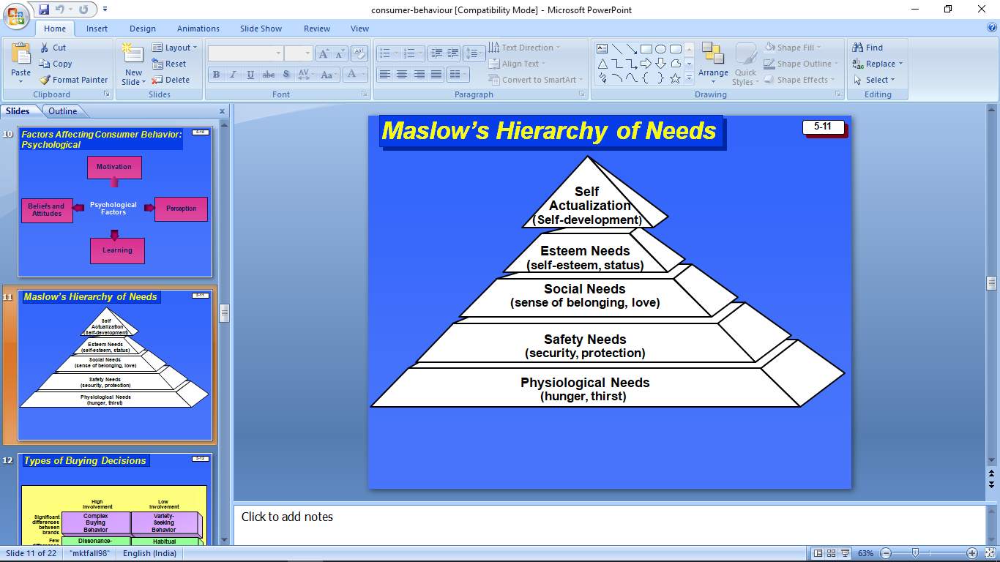 consumer-behaviour [Compatibility Mode] - Microsoft PowerPoint
Home Insert Design Animations Slide Show Review View
Paste
Cut
Copy
Format Painter
Clipboard
New
Slide
Layout
Reset
Delete
Slides
B I U abc S AV Aa A
Font
Text Direction
Align Text
Convert to SmartArt
Paragraph
Arrange
Quick
Styles
Shape Fill
Shape Outline
Shape Effects
Drawing
Find
Replace
Select
Editing
Slides Outline x
10
Factors Affecting Consumer Behavior:
Psychological
5-10
Motivation
Beliefs and
Attitudes
Psychological
Factors
Perception
Learning
11
Maslow's Hierarchy of Needs
5-11
Self
Actualization
(Self-development)
Esteem Needs
(self-esteem, status)
Social Needs
(sense of belonging, love)
Safety Needs
(security, protection)
Physiological Needs
(hunger, thirst)
12
Types of Buying Decisions
5-12
High
Involvement
Low
Involvement
Significant
differences
between
brands
Complex
Buying
Behavior
Variety-
Seeking
Behavior
Few
Dissonance-
Habitual
Maslow's Hierarchy of Needs
5-11
Self
Actualization
(Self-development)
Esteem Needs
(self-esteem, status)
Social Needs
(sense of belonging, love)
Safety Needs
(security, protection)
Physiological Needs
(hunger, thirst)
Click to add notes
Slide 11 of 22 "mktfall98" English (India) 63%